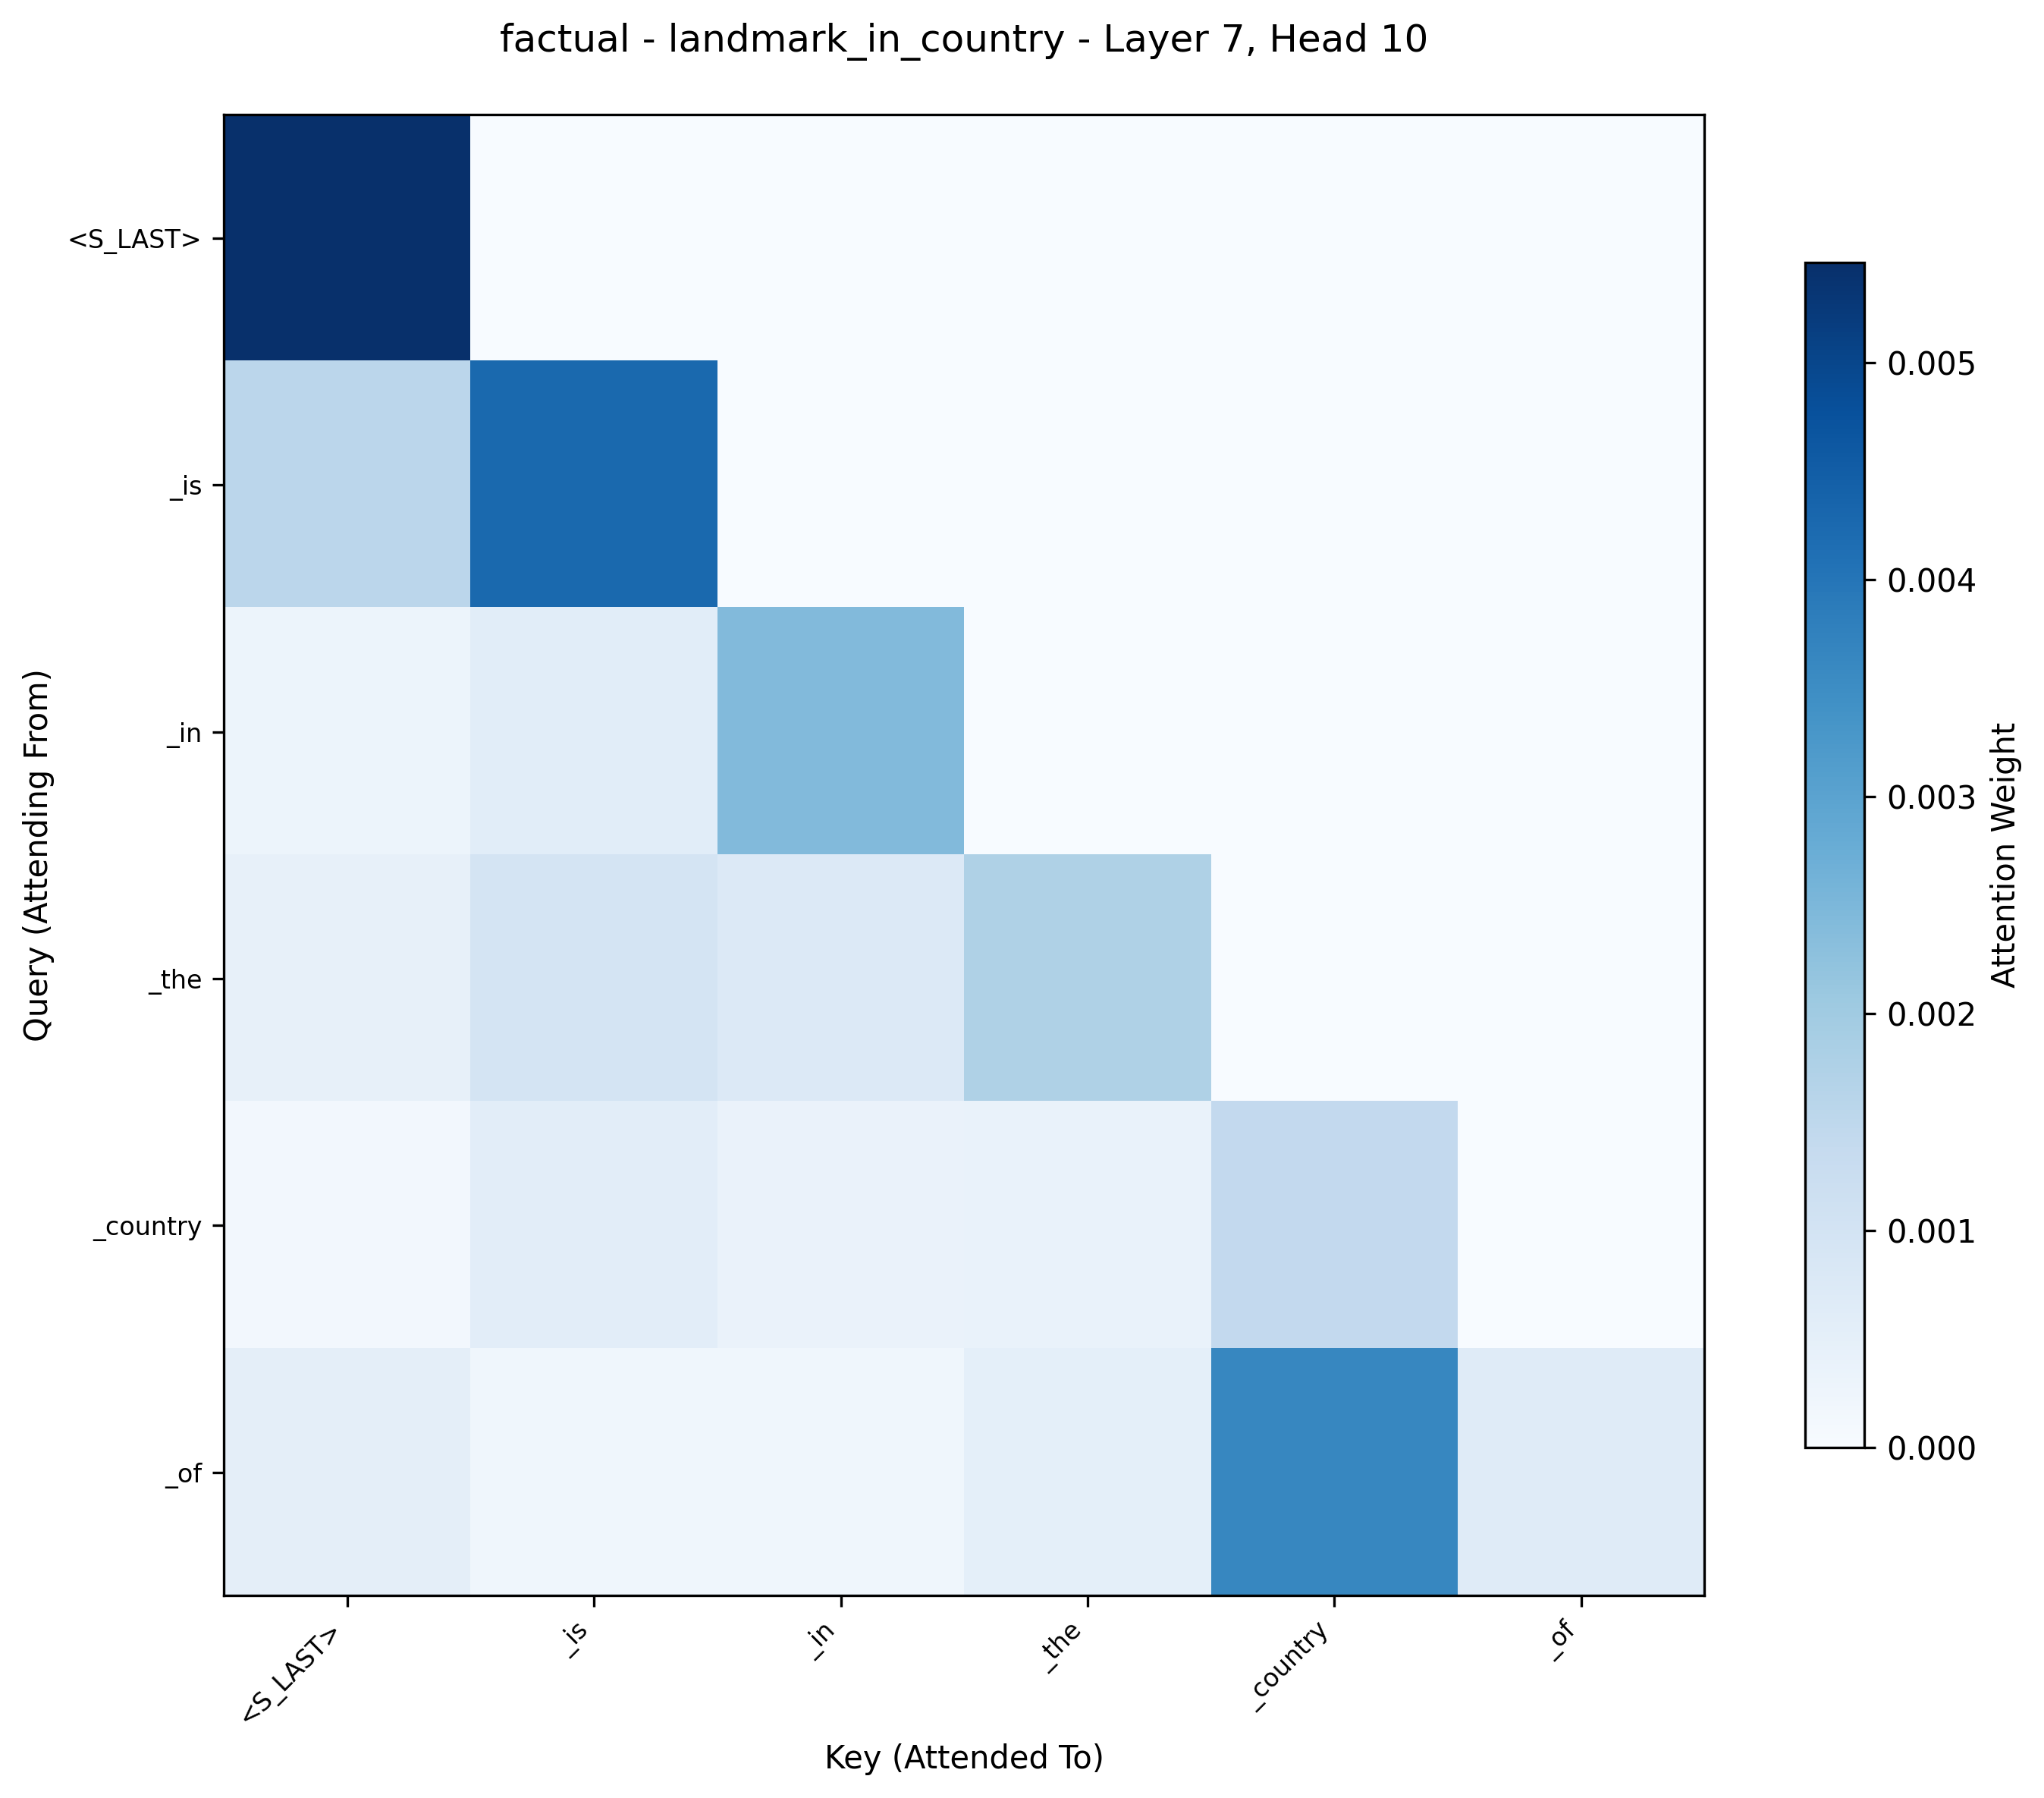 factual - landmark_in_country - Layer 7, Head 10
Query (Attending From)
<S_LAST>
_is
_in
_the
_country
_of
<S_LAST>
_is
_in
_the
_country
_of
Key (Attended To)
0.005
0.004
0.003
0.002
0.001
0.000
Attention Weight